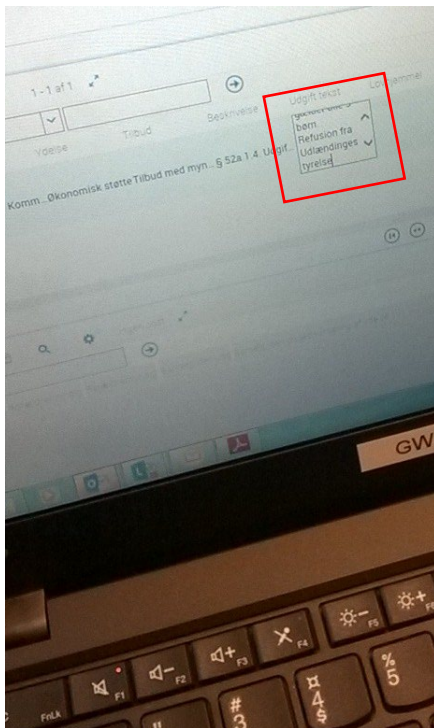 1 - 1 af 1
Ydelse
Tilbud
Beskrivelse
Udgift tekst
Lovhjemmel
børn.
Refusion fra
Udlændinges
tyrelse
Komm... Økonomisk støtte Tilbud med myn... § 52a 1.4. Udgif...
GW
FnLk
F1
F2
F3
F4
F5
F6
#
3
¤
4
$
%
5